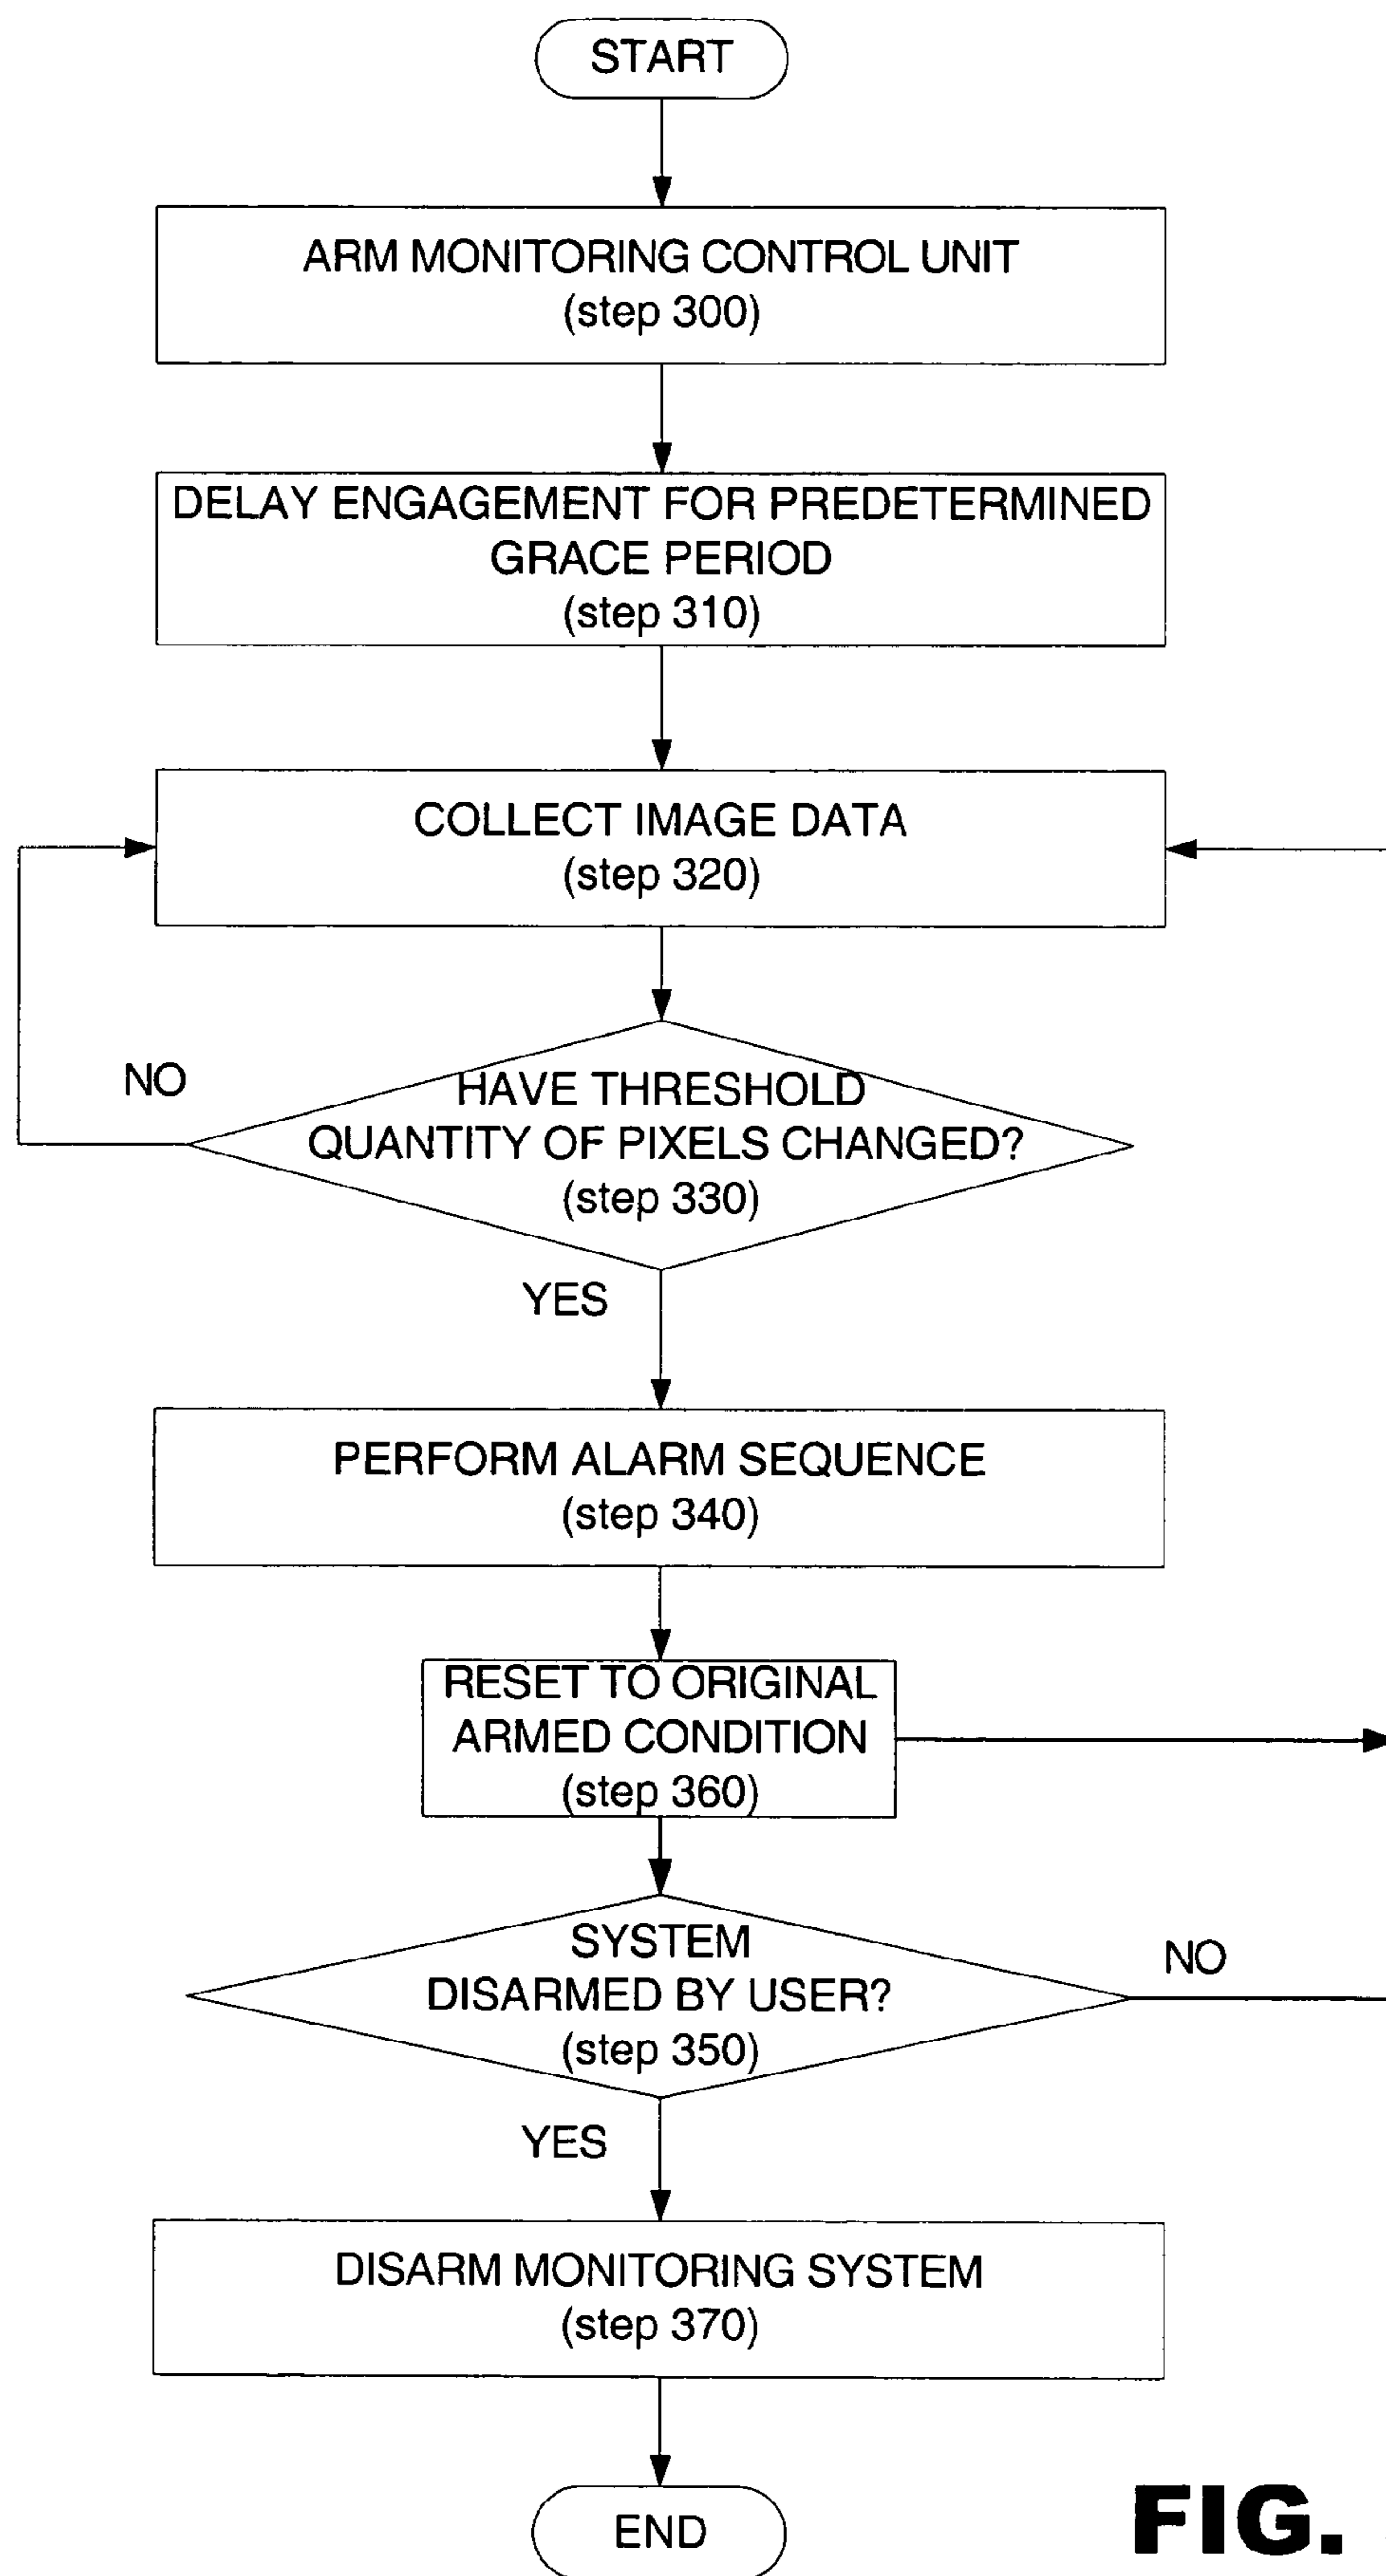 START
ARM MONITORING CONTROL UNIT
(step 300)
DELAY ENGAGEMENT FOR PREDETERMINED
GRACE PERIOD
(step 310)
COLLECT IMAGE DATA
(step 320)
NO
HAVE THRESHOLD
QUANTITY OF PIXELS CHANGED?
(step 330)
YES
PERFORM ALARM SEQUENCE
(step 340)
RESET TO ORIGINAL
ARMED CONDITION
(step 360)
SYSTEM
DISARMED BY USER?
(step 350)
NO
YES
DISARM MONITORING SYSTEM
(step 370)
END
FIG.